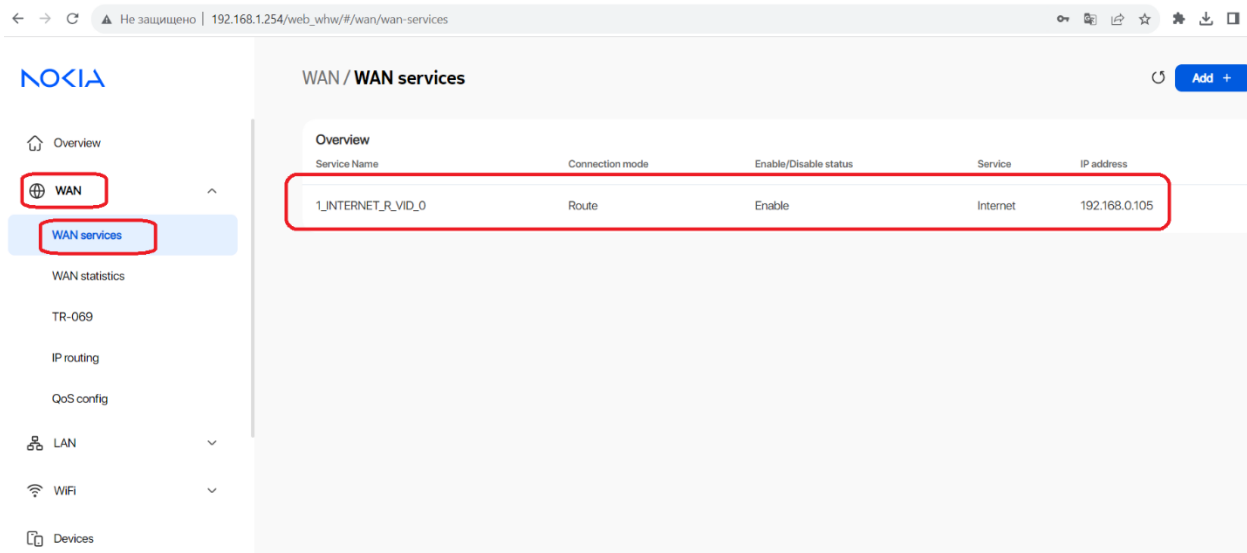 Не защищено 192.168.1.254/web_whw/#/wan/wan-services
NOKIA
WAN / WAN services
Add +
Overview
WAN
WAN services
WAN statistics
TR-069
IP routing
QoS config
LAN
WiFi
Devices
Overview
Service Name Connection mode Enable/Disable status Service IP address
1_INTERNET_R_VID_0 Route Enable Internet 192.168.0.105